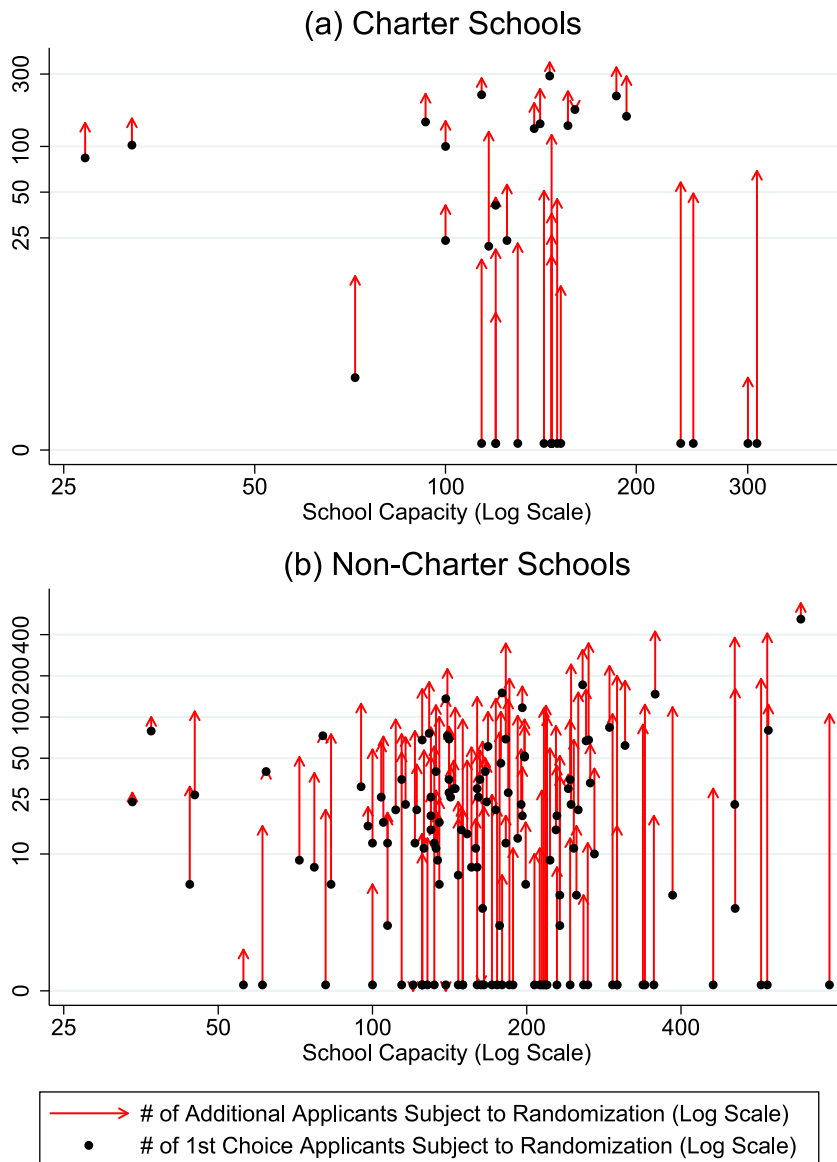 (a) Charter Schools
300
100
50
25
0
25 50 100 200 300
School Capacity (Log Scale)
(b) Non-Charter Schools
400
200
100
50
25
10
0
25 50 100 200 400
School Capacity (Log Scale)
# of Additional Applicants Subject to Randomization (Log Scale)
# of 1st Choice Applicants Subject to Randomization (Log Scale)